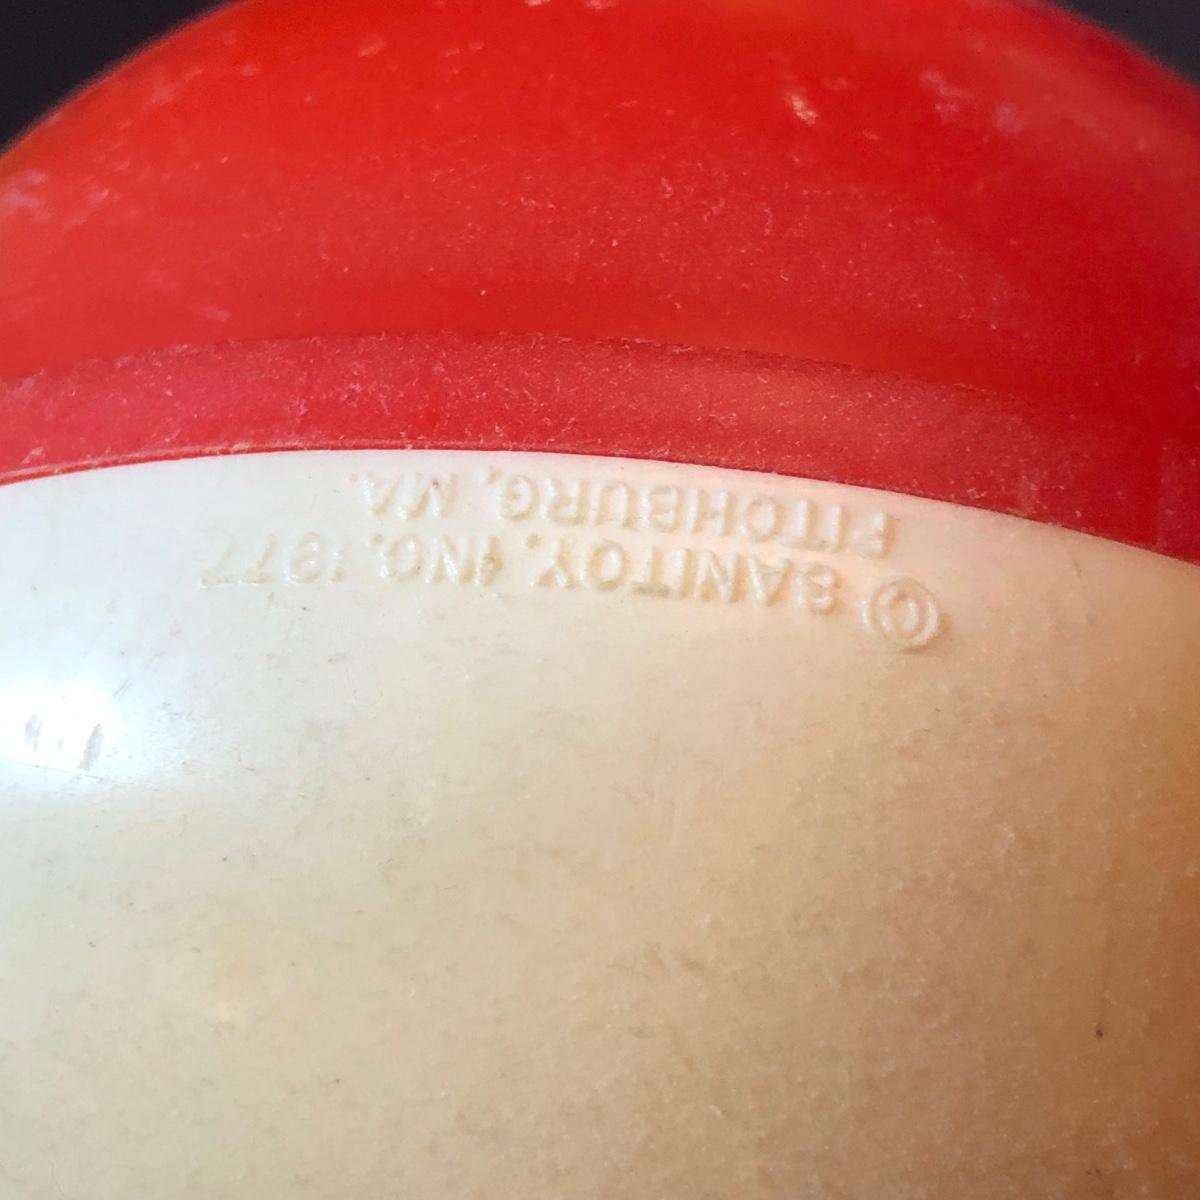 © SANITOY, INC. 1977
FITCHBURG, MA.